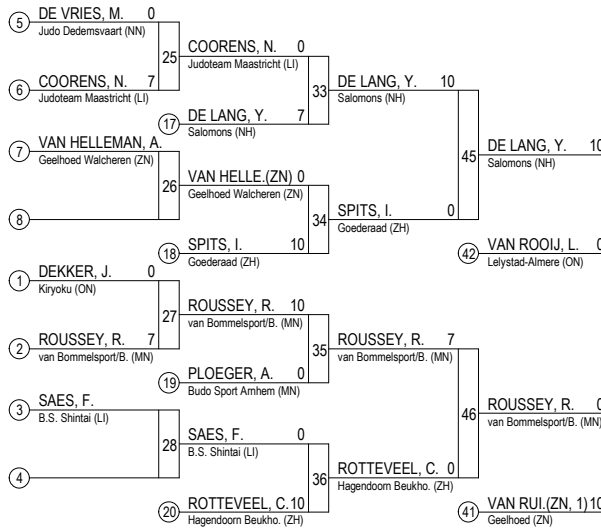 5 DE VRIES, M. 0
Judo Dedemsvaart (NN)
25
6 COORENS, N. 7
Judoteam Maastricht (LI)
COORENS, N. 0
Judoteam Maastricht (LI)
33
17 DE LANG, Y. 7
Salomons (NH)
DE LANG, Y. 10
Salomons (NH)
7 VAN HELLEMAN, A.
Geelhoed Walcheren (ZN)
26
8
VAN HELLE.(ZN) 0
Geelhoed Walcheren (ZN)
34
18 SPITS, I. 10
Goederaad (ZH)
SPITS, I. 0
Goederaad (ZH)
45
DE LANG, Y. 10
Salomons (NH)
42 VAN ROOIJ, L. 0
Lelystad-Almere (ON)
1 DEKKER, J. 0
Kiryoku (ON)
27
2 ROUSSEY, R. 7
van Bommelsport/B. (MN)
ROUSSEY, R. 10
van Bommelsport/B. (MN)
35
19 PLOEGER, A. 0
Budo Sport Arnhem (MN)
ROUSSEY, R. 7
van Bommelsport/B. (MN)
3 SAES, F.
B.S. Shintai (LI)
28
4
SAES, F. 0
B.S. Shintai (LI)
36
20 ROTTEVEEL, C. 10
Hagendoorn Beukho. (ZH)
ROTTEVEEL, C. 0
Hagendoorn Beukho. (ZH)
46
ROUSSEY, R. 0
van Bommelsport/B. (MN)
41 VAN RUI.(ZN, 1) 10
Geelhoed (ZN)